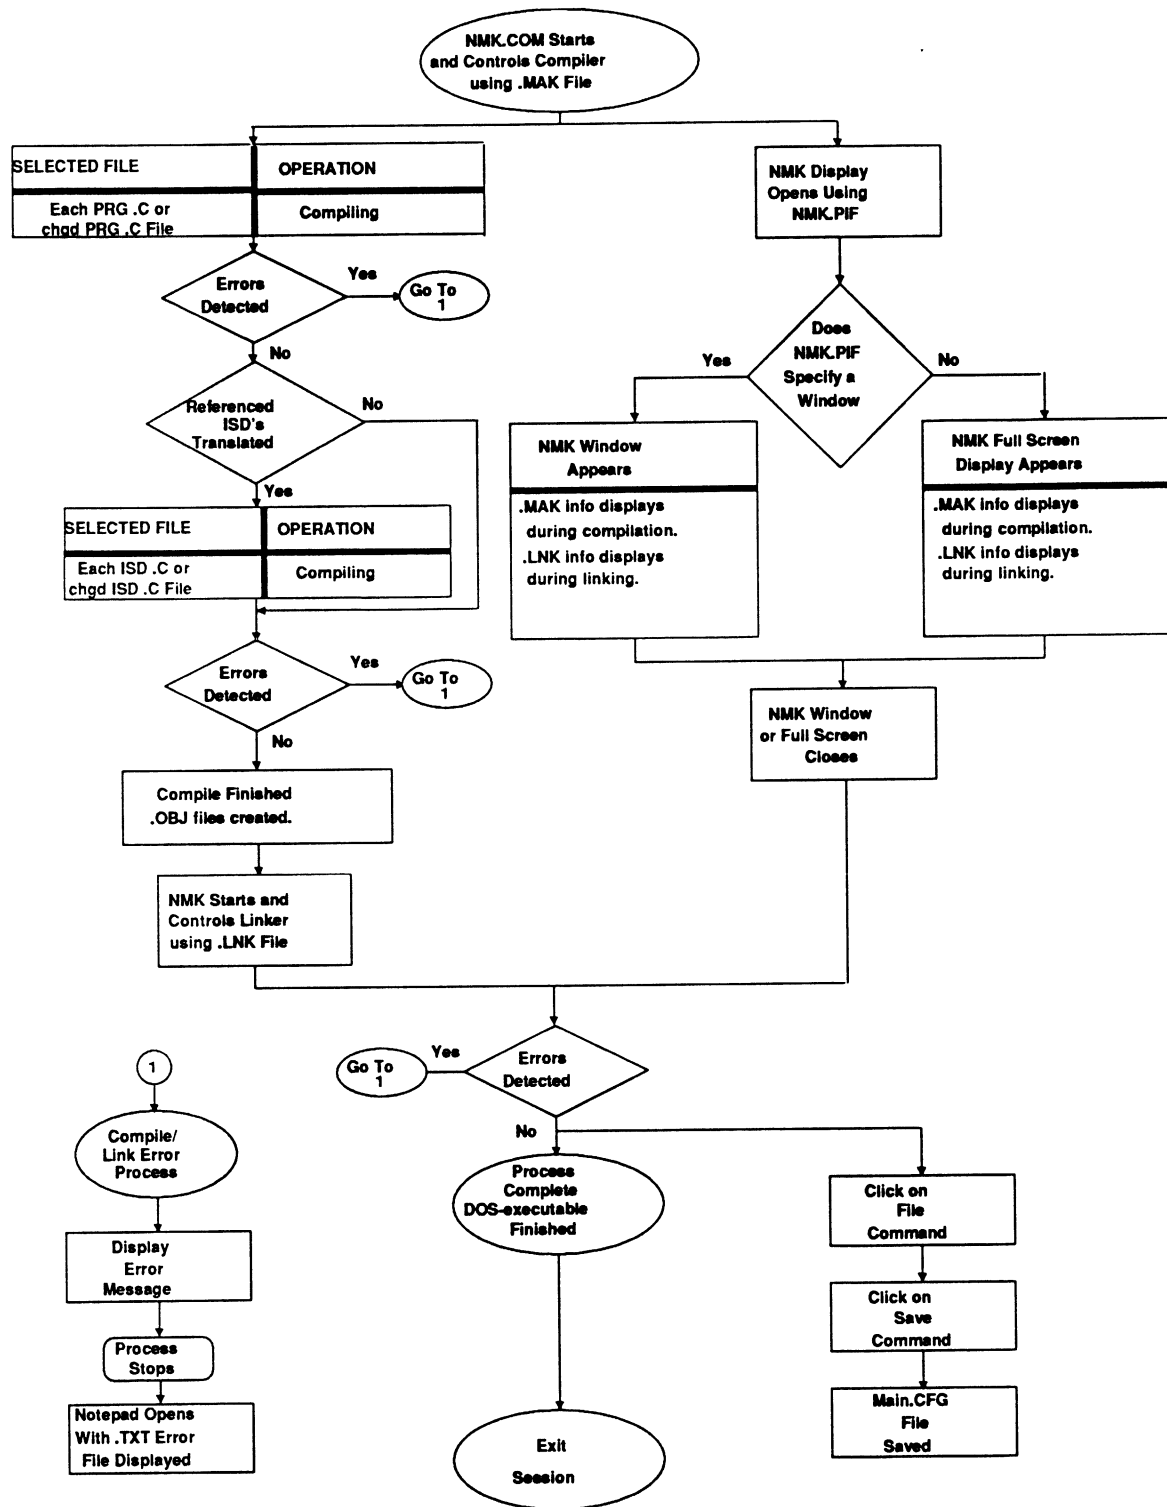 NMK.COM Starts
and Controls Compiler
using .MAK File
SELECTED FILE
OPERATION
Each PRG .C or
chgd PRG .C File
Compiling
Errors
Detected
Yes
Go To
1
No
Referenced
ISD's
Translated
No
Yes
SELECTED FILE
OPERATION
Each ISD .C or
chgd ISD .C File
Compiling
Errors
Detected
Yes
Go To
1
No
Compile Finished
.OBJ files created.
NMK Starts and
Controls Linker
using .LNK File
NMK Display
Opens Using
NMK.PIF
Does
NMK.PIF
Specify a
Window
Yes
No
NMK Window
Appears
.MAK info displays
during compilation.
.LNK info displays
during linking.
NMK Full Screen
Display Appears
.MAK info displays
during compilation.
.LNK info displays
during linking.
NMK Window
or Full Screen
Closes
Errors
Detected
Yes
Go To
1
No
Process
Complete
DOS-executable
Finished
Exit
Session
Click on
File
Command
Click on
Save
Command
Main.CFG
File
Saved
1
Compile/
Link Error
Process
Display
Error
Message
Process
Stops
Notepad Opens
With .TXT Error
File Displayed